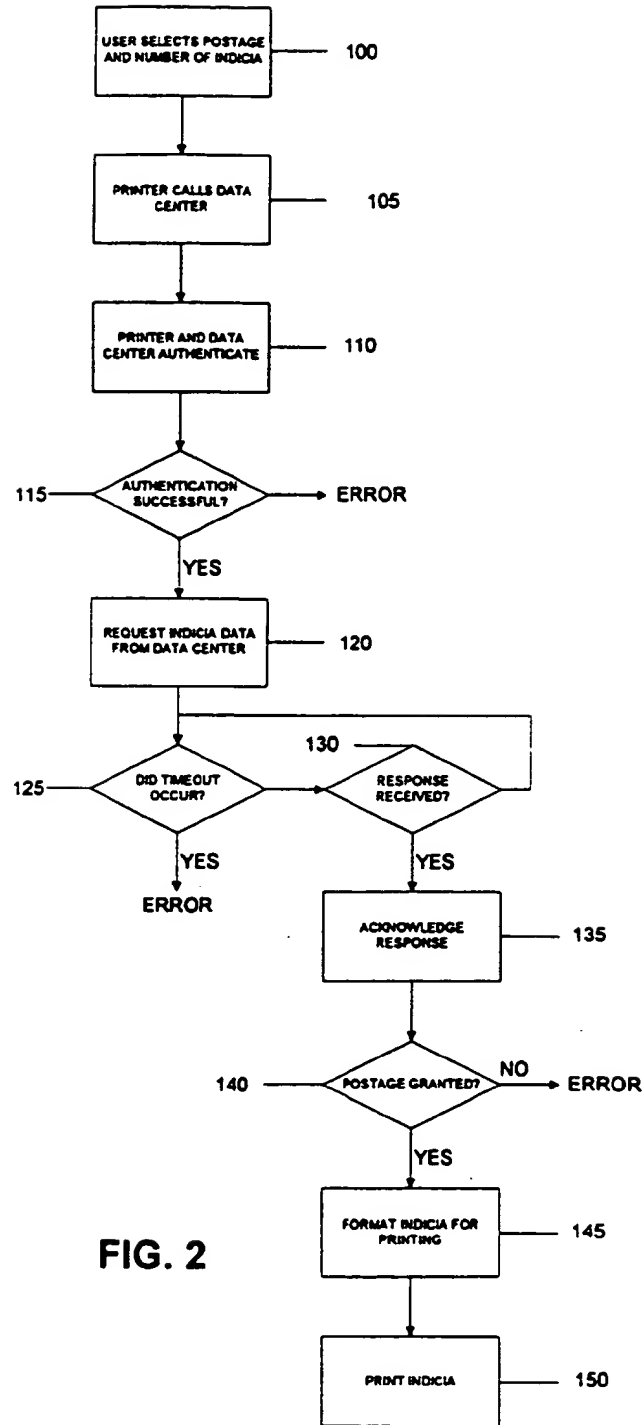 USER SELECTS POSTAGE
AND NUMBER OF INDICIA
100
PRINTER CALLS DATA
CENTER
105
PRINTER AND DATA
CENTER AUTHENTICATE
110
115
AUTHENTICATION
SUCCESSFUL?
ERROR
YES
REQUEST INDICIA DATA
FROM DATA CENTER
120
125
DID TIMEOUT
OCCUR?
130
RESPONSE
RECEIVED?
YES
ERROR
YES
ACKNOWLEDGE
RESPONSE
135
140
POSTAGE GRANTED?
NO
ERROR
YES
FORMAT INDICIA FOR
PRINTING
145
FIG. 2
PRINT INDICIA
150